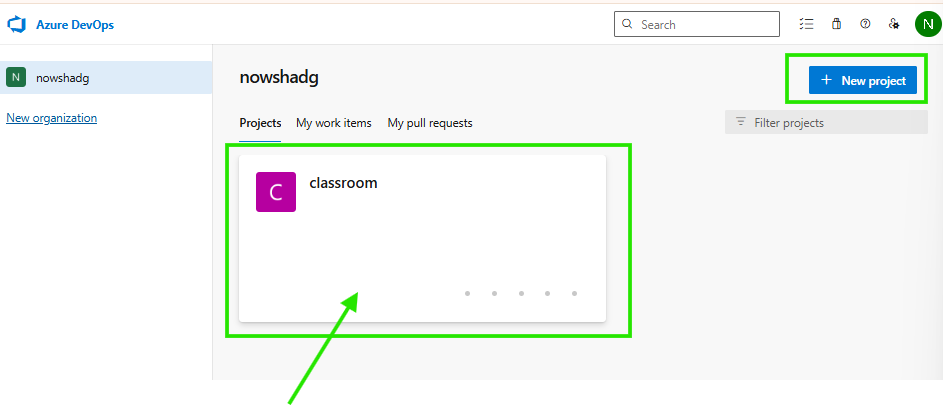 Azure DevOps
Search
N
N
nowshadg
New organization
nowshadg
+ New project
Projects
My work items
My pull requests
Filter projects
C
classroom